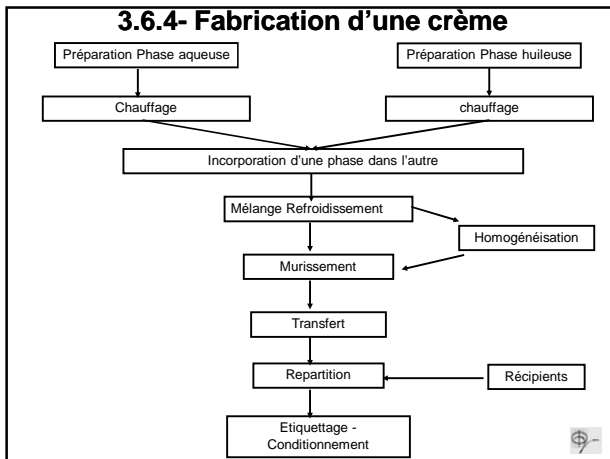 3.6.4- Fabrication d'une crème
Préparation Phase aqueuse
Préparation Phase huileuse
Chauffage
chauffage
Incorporation d'une phase dans l'autre
Mélange Refroidissement
Homogénéisation
Murissement
Transfert
Repartition
Récipients
Etiquettage -
Conditionnement